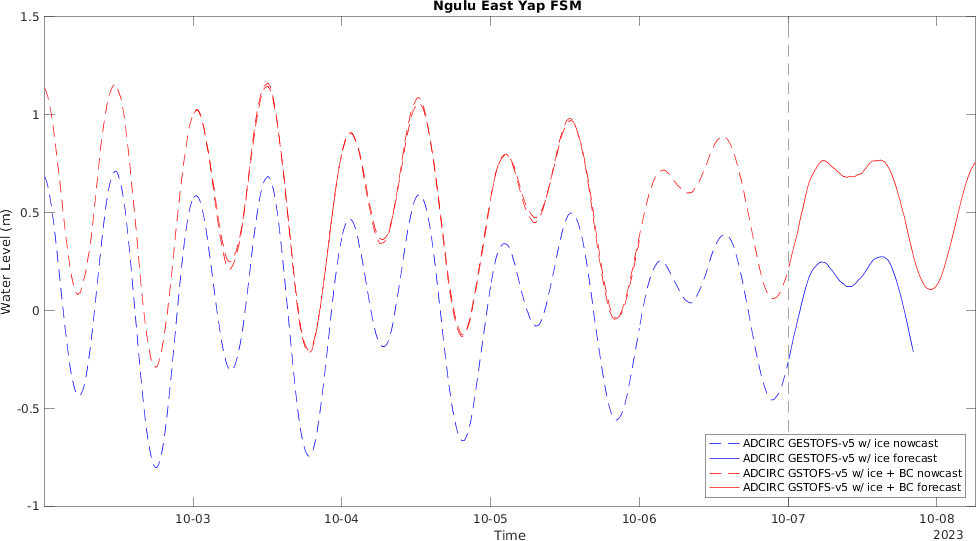 Ngulu East Yap FSM
1.5
1
0.5
0
-0.5
-1
Water Level (m)
10-03
10-04
10-05
10-06
10-07
10-08
Time
2023
ADCIRC GESTOFS-v5 w/ ice nowcast
ADCIRC GESTOFS-v5 w/ ice forecast
ADCIRC GSTOFS-v5 w/ ice + BC nowcast
ADCIRC GSTOFS-v5 w/ ice + BC forecast